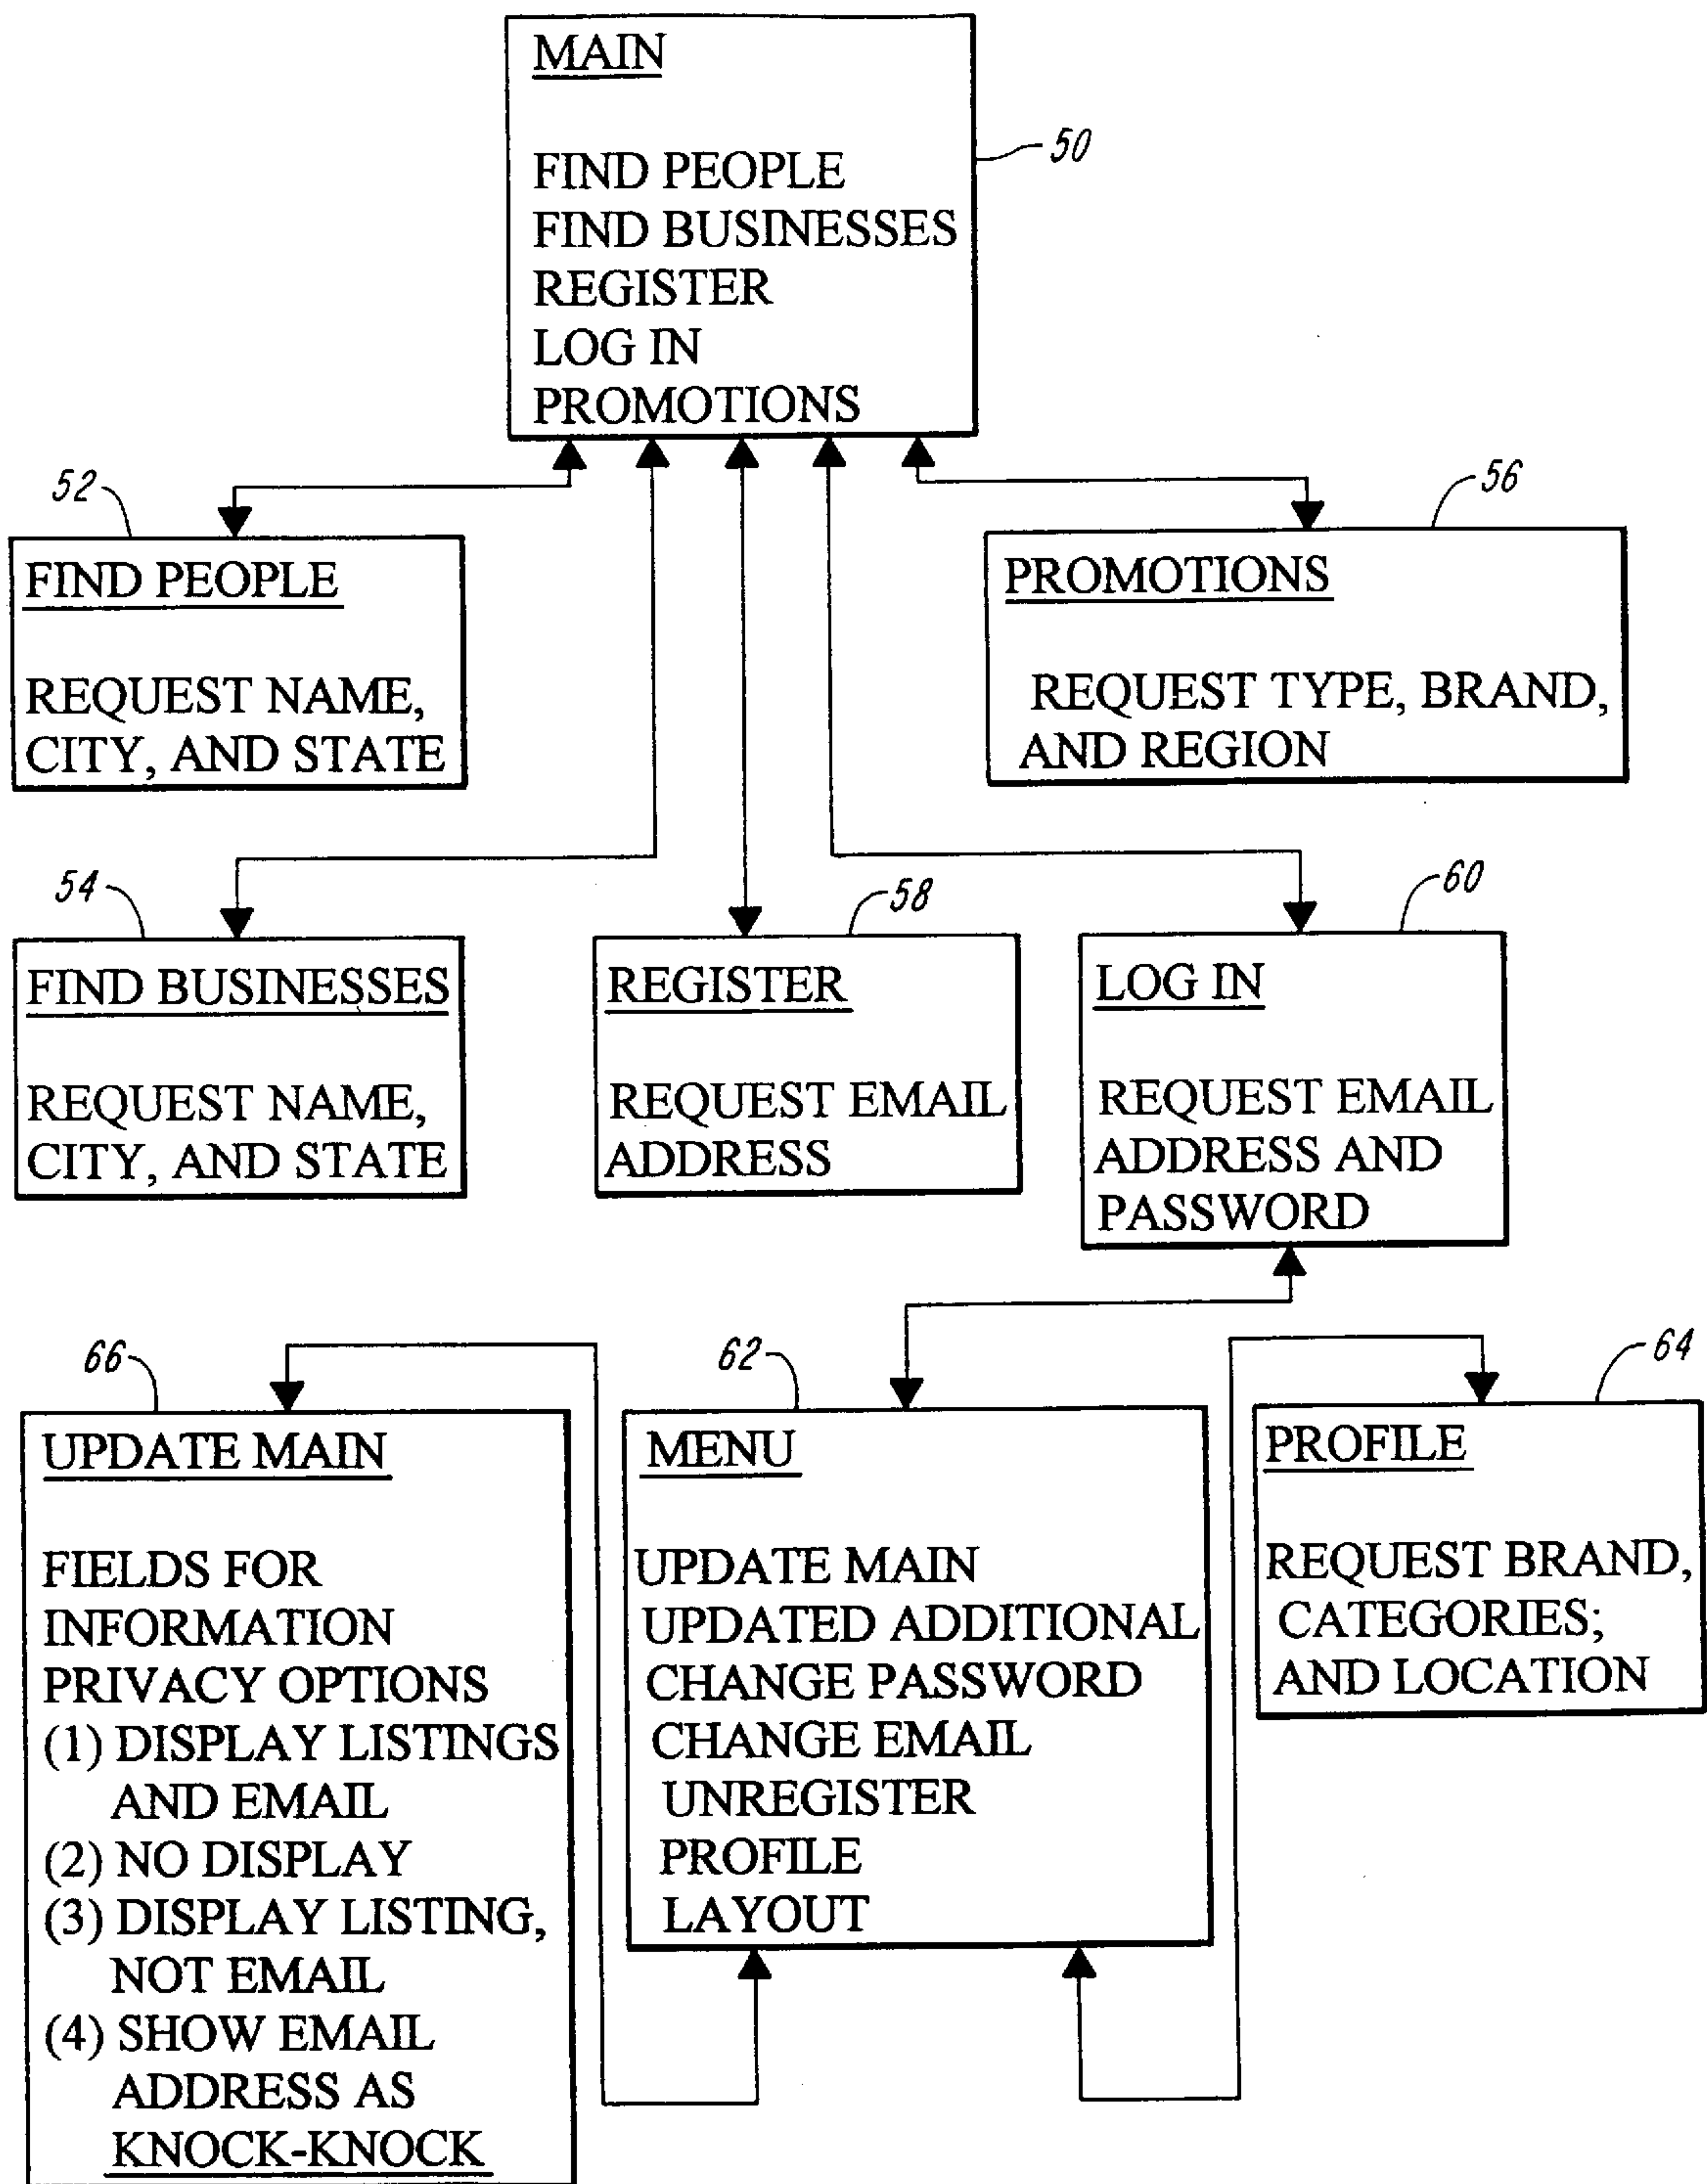 MAIN
FIND PEOPLE
FIND BUSINESSES
REGISTER
LOG IN
PROMOTIONS
50
52
FIND PEOPLE
REQUEST NAME,
CITY, AND STATE
56
PROMOTIONS
REQUEST TYPE, BRAND,
AND REGION
54
FIND BUSINESSES
REQUEST NAME,
CITY, AND STATE
58
REGISTER
REQUEST EMAIL
ADDRESS
60
LOG IN
REQUEST EMAIL
ADDRESS AND
PASSWORD
66
UPDATE MAIN
FIELDS FOR
INFORMATION
PRIVACY OPTIONS
(1) DISPLAY LISTINGS
AND EMAIL
(2) NO DISPLAY
(3) DISPLAY LISTING,
NOT EMAIL
(4) SHOW EMAIL
ADDRESS AS
KNOCK-KNOCK
62
MENU
UPDATE MAIN
UPDATED ADDITIONAL
CHANGE PASSWORD
CHANGE EMAIL
UNREGISTER
PROFILE
LAYOUT
64
PROFILE
REQUEST BRAND,
CATEGORIES;
AND LOCATION